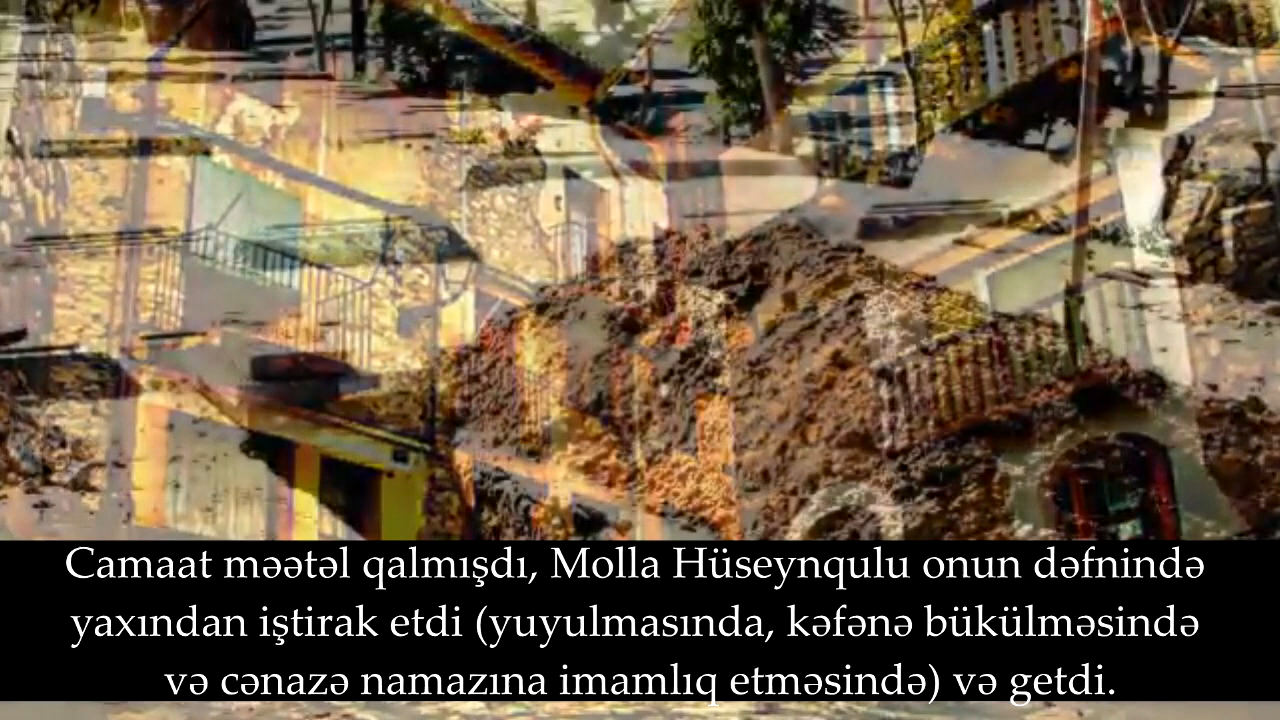 Camaat məətəl qalmışdı, Molla Hüseynqulu onun dəfnində
yaxından iştirak etdi (yuyulmasında, kəfənə bükülməsində
və cənazə namazına imamlıq etməsində) və getdi.